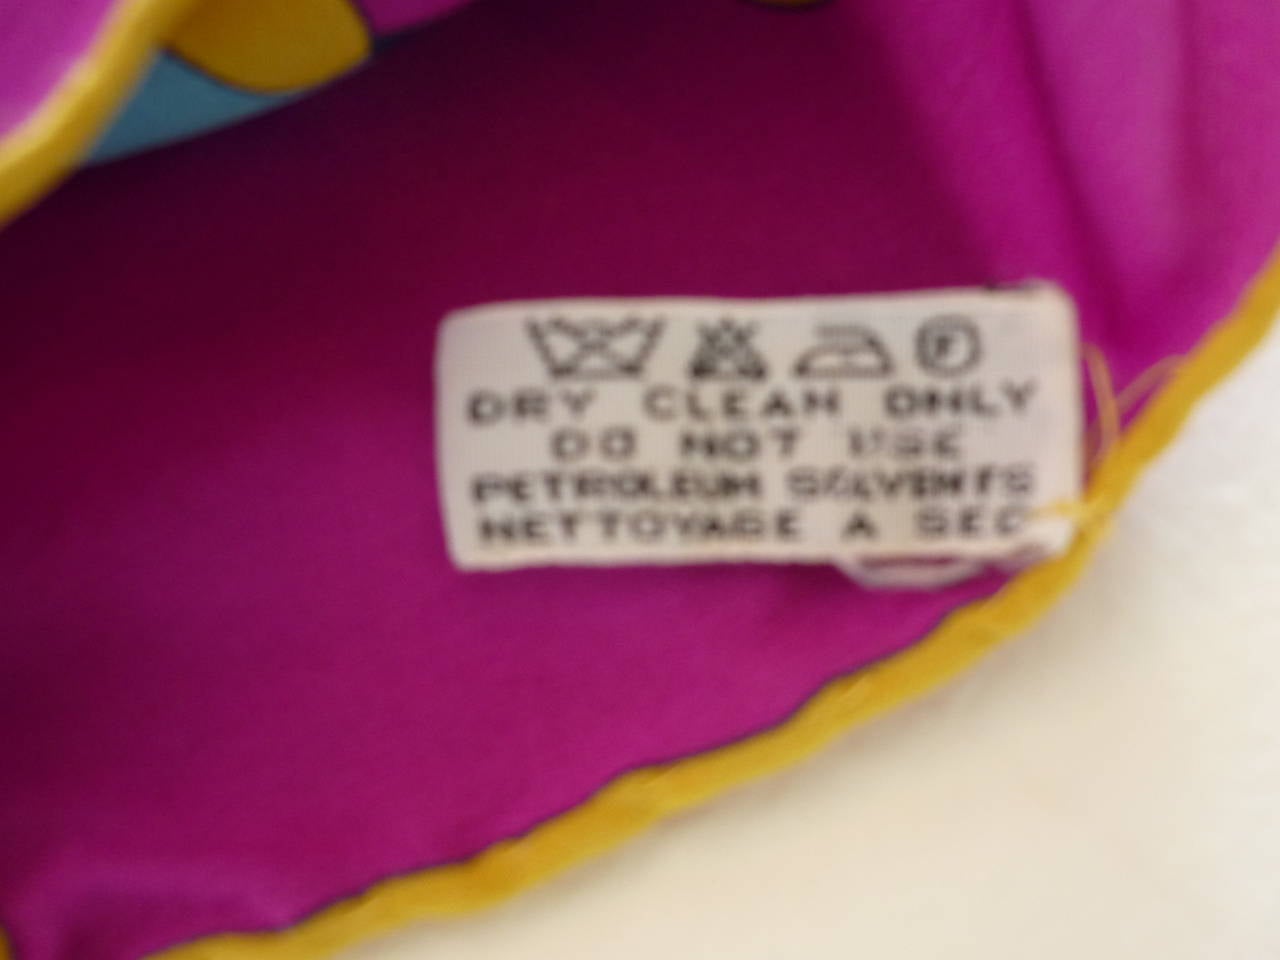 F
DRY CLEAN ONLY
DO NOT USE
PETROLEUM SOLVENTS
NETTOYAGE A SEC